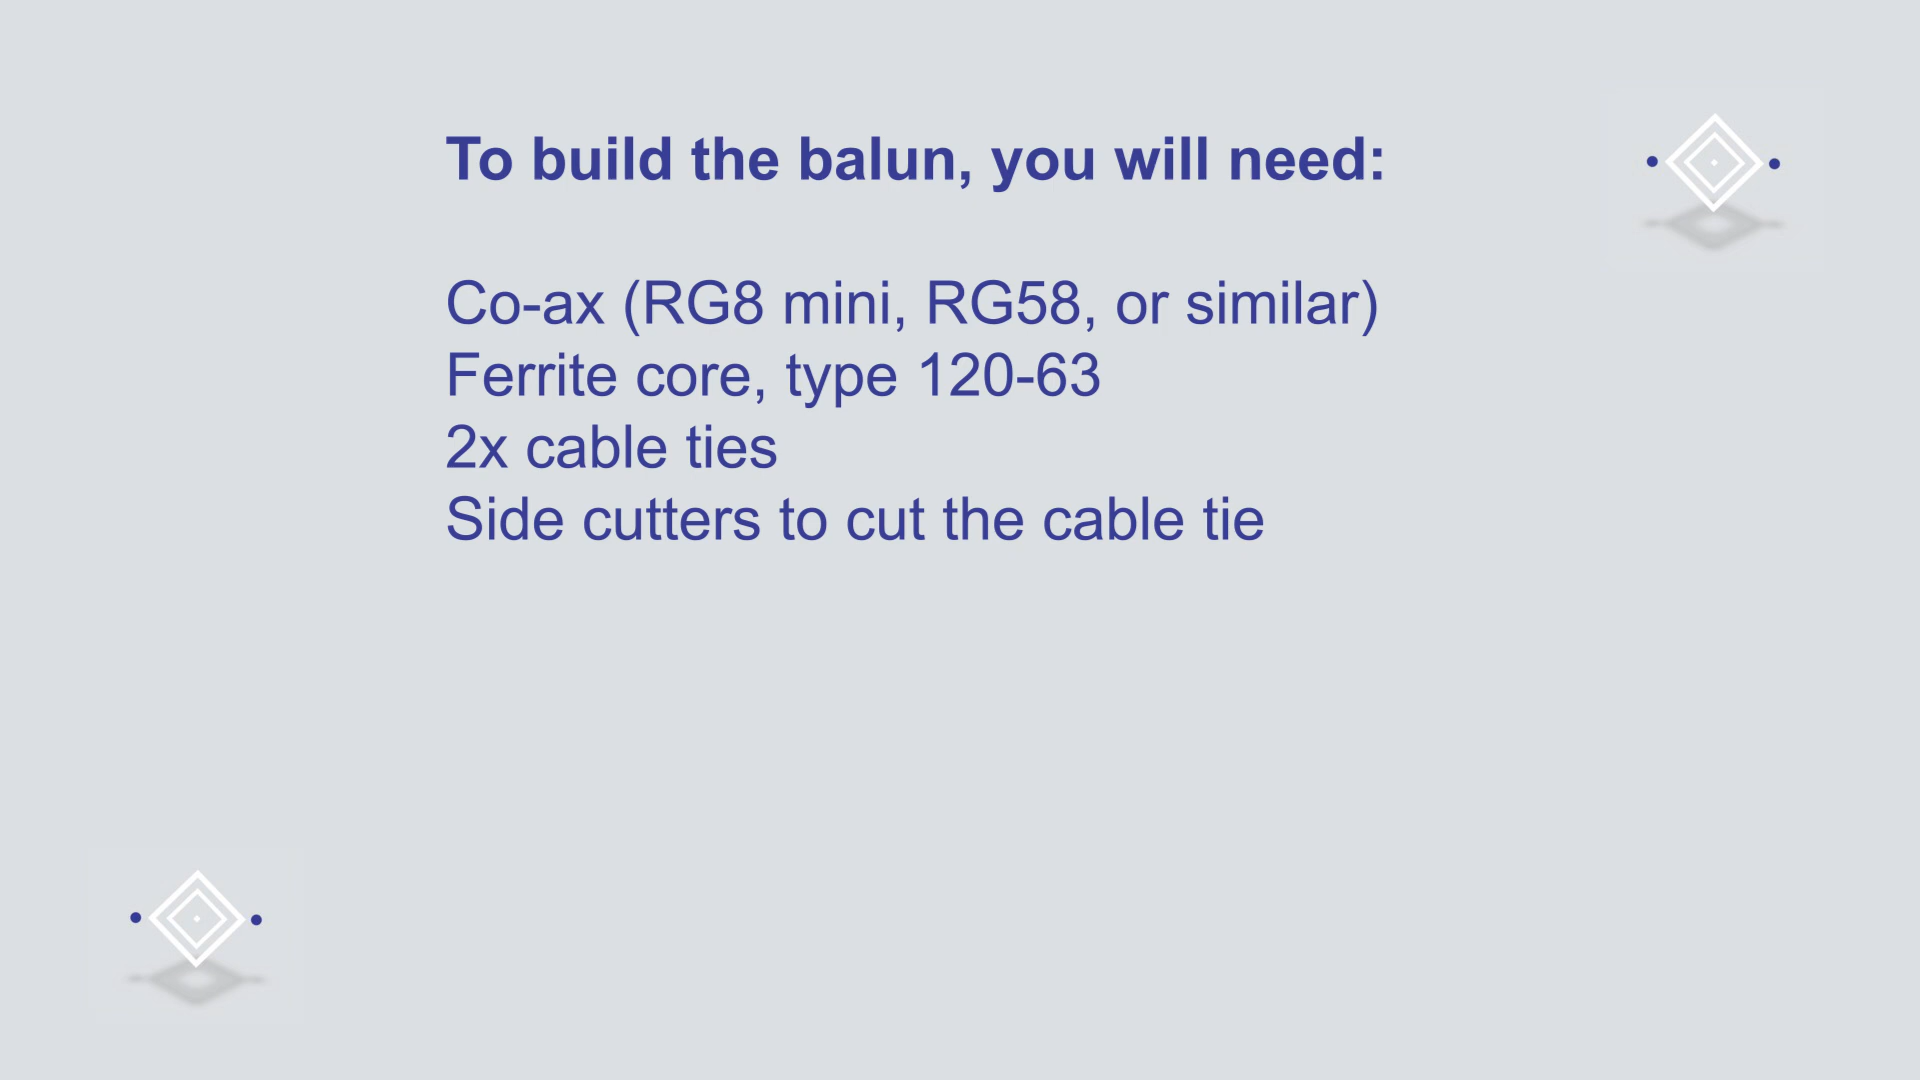 To build the balun, you will need:
Co-ax (RG8 mini, RG58, or similar)
Ferrite core, type 120-63
2x cable ties
Side cutters to cut the cable tie